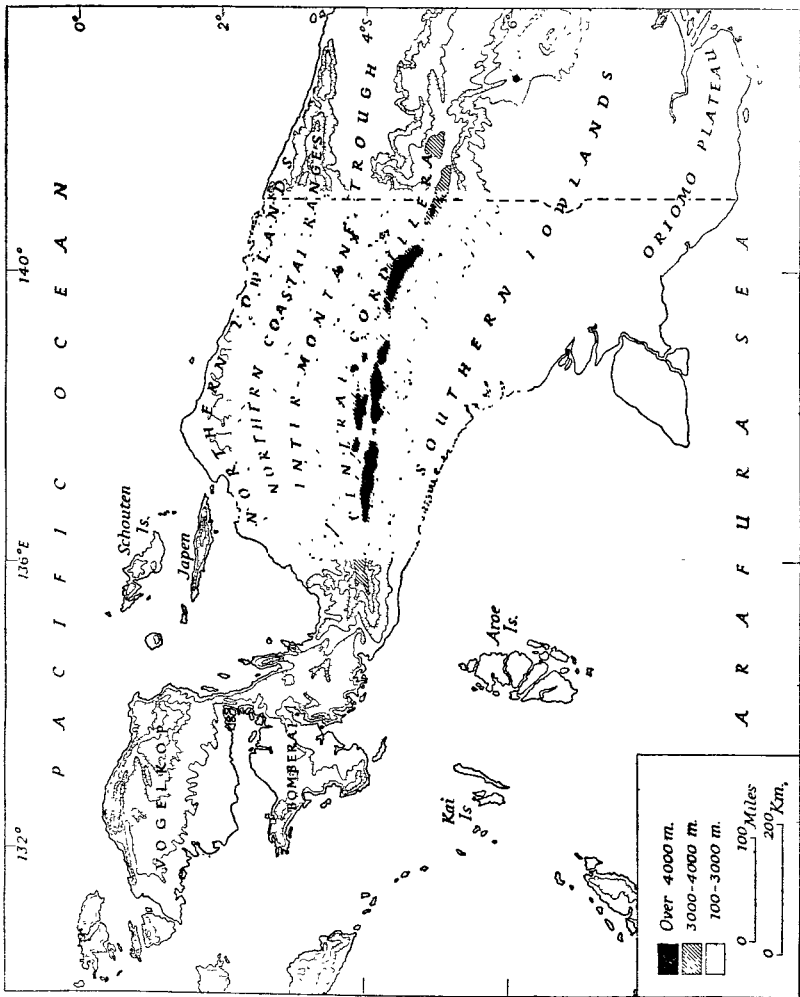 132°
136°E
140°
0°
2°
4°S
6°
PACIFIC OCEAN
Schouten
Is.
Japen
VOGELKOP
BOMBERAI
NORTHERN LOWLANDS
NORTHERN COASTAL RANGES
INTER-MONTANE TROUGH
CENTRAL CORDILLERA
SOUTHERN LOWLANDS
ORIOMO PLATEAU
Aroe
Is.
Kai
Is.
ARAFURA SEA
Over 4000 m.
3000-4000 m.
100-3000 m.
0 100 Miles
0 200 Km.